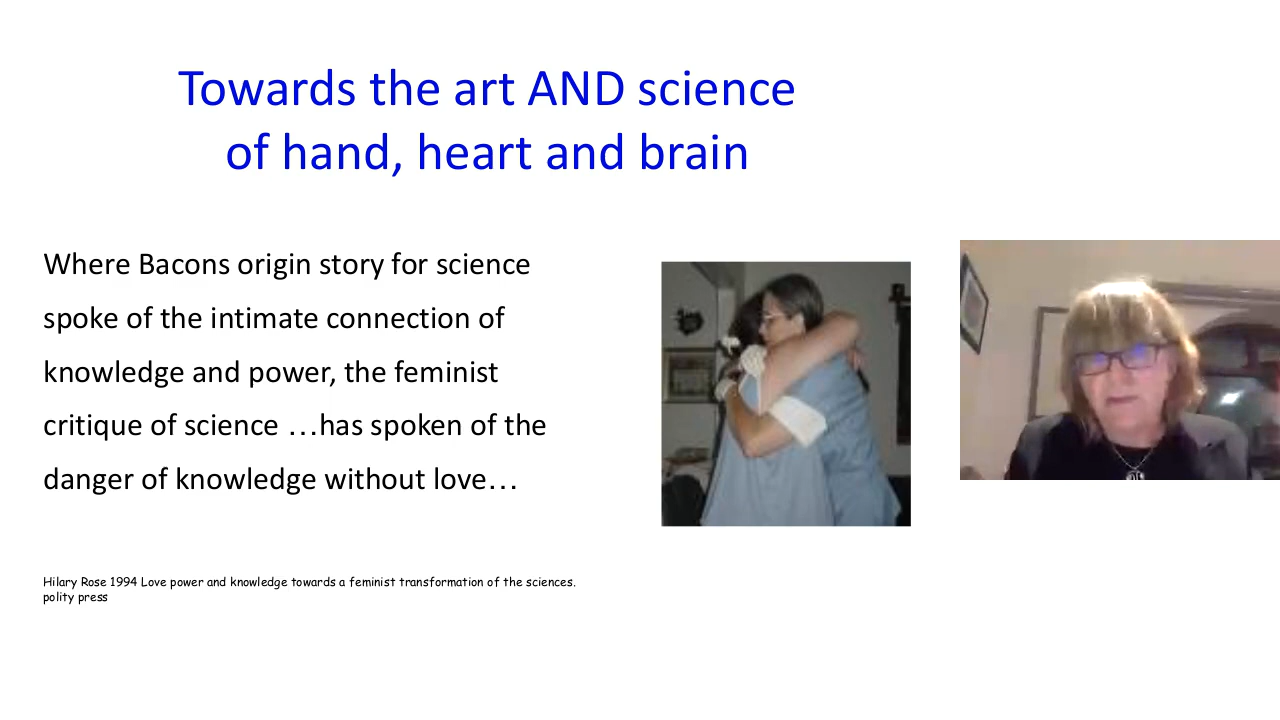 Towards the art AND science
of hand, heart and brain
Where Bacons origin story for science
spoke of the intimate connection of
knowledge and power, the feminist
critique of science …has spoken of the
danger of knowledge without love…
Hilary Rose 1994 Love power and knowledge towards a feminist transformation of the sciences.
polity press